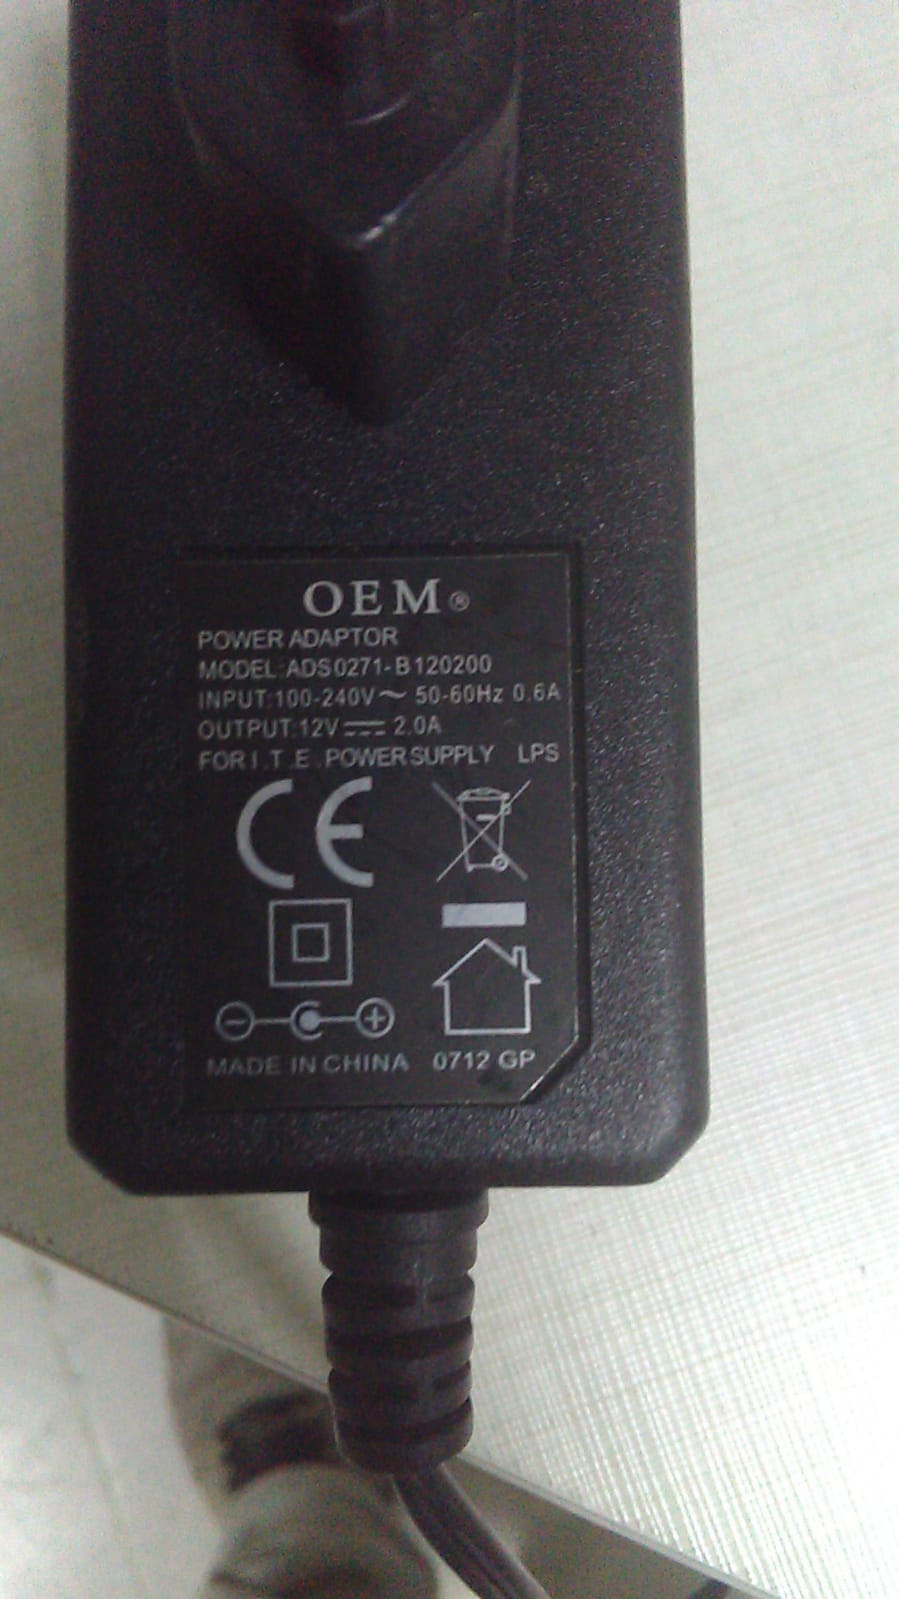 OEM®
POWER ADAPTOR
MODEL:ADS0271-B120200
INPUT:100-240V~ 50-60Hz 0.6A
OUTPUT:12V⎓ 2.0A
FOR I.T.E.POWER SUPPLY LPS
CE
MADE IN CHINA 0712 GP